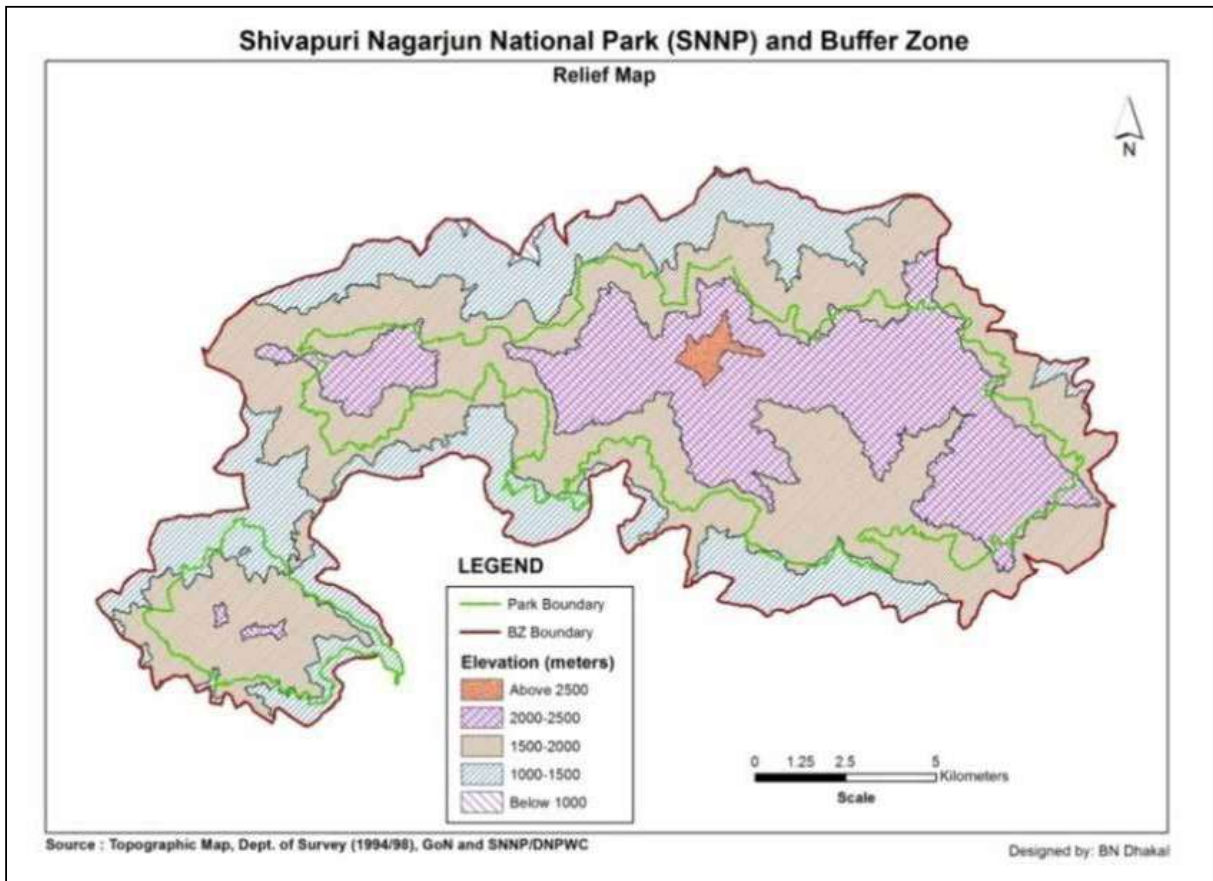 Shivapuri Nagarjun National Park (SNNP) and Buffer Zone
Relief Map
N
LEGEND
Park Boundary
BZ Boundary
Elevation (meters)
Above 2500
2000-2500
1500-2000
1000-1500
Below 1000
0 1.25 2.5 5
Kilometers
Scale
Source : Topographic Map, Dept. of Survey (1994/98), GoN and SNNP/DNPWC
Designed by: BN Dhakal